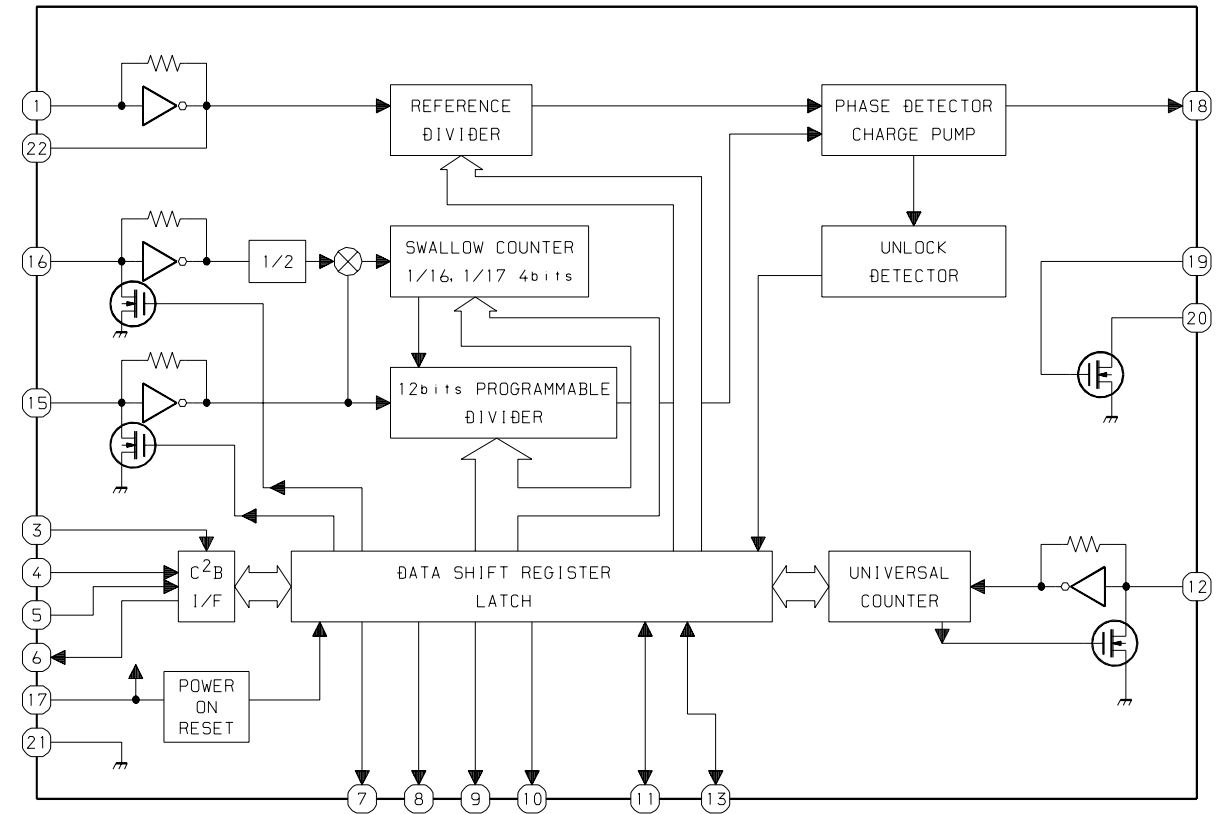 1
REFERENCE
DIVIDER
PHASE DETECTOR
CHARGE PUMP
18
22
16
1/2
SWALLOW COUNTER
1/16, 1/17 4bits
UNLOCK
DETECTOR
19
20
15
12bits PROGRAMMABLE
DIVIDER
3
4
5
6
C2B
I/F
DATA SHIFT REGISTER
LATCH
UNIVERSAL
COUNTER
12
17
POWER
ON
RESET
21
7
8
9
10
11
13